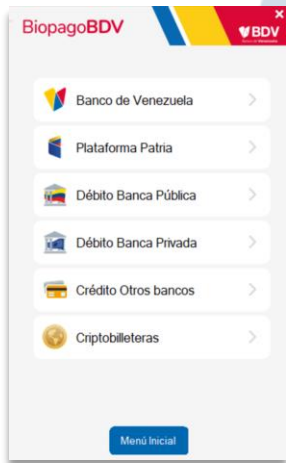 BiopagoBDV
BDV
Banco de Venezuela
Plataforma Patria
Débito Banca Pública
Débito Banca Privada
Crédito Otros bancos
Criptobilleteras
Menú Inicial